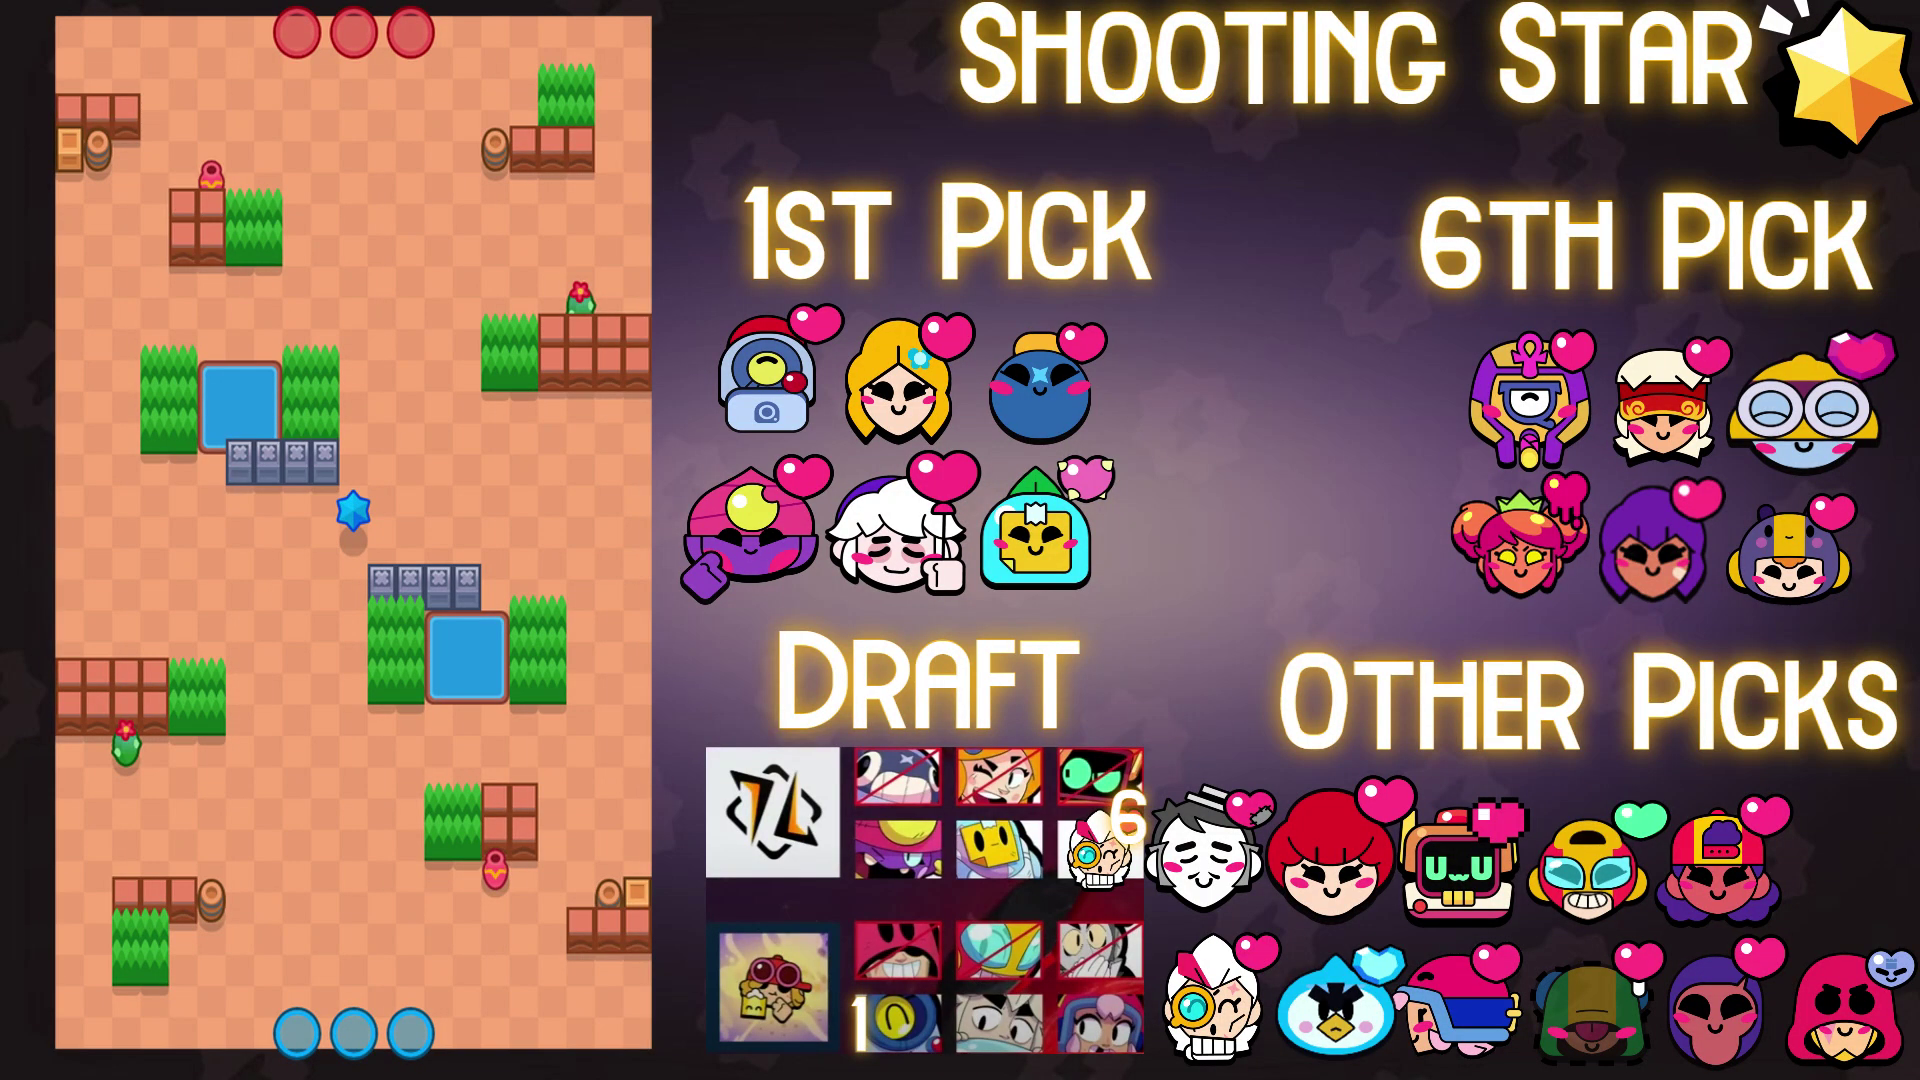 SHOOTING STAR
1ST PICK
6TH PICK
DRAFT
OTHER PICKS
6
1